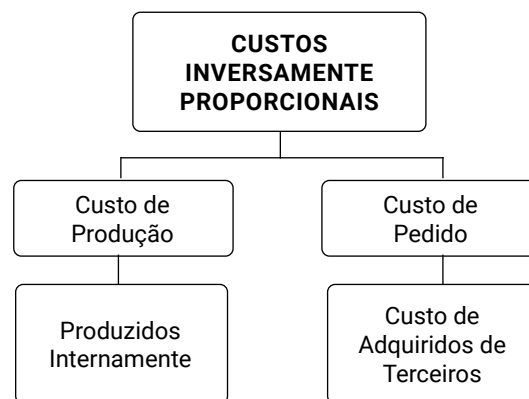 CUSTOS
INVERSAMENTE
PROPORCIONAIS
Custo de
Produção
Custo de
Pedido
Produzidos
Internamente
Custo de
Adquiridos de
Terceiros